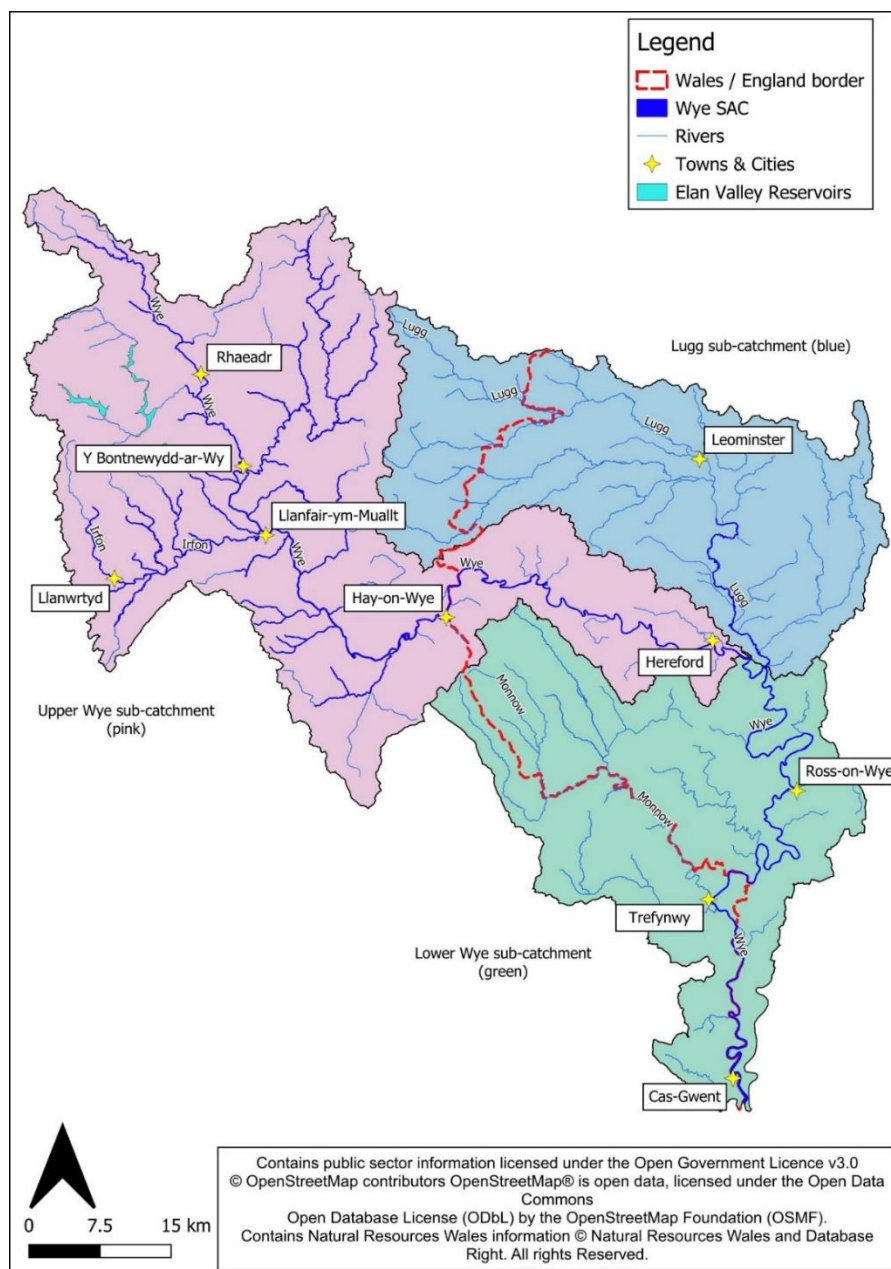 Legend
Wales / England border
Wye SAC
Rivers
Towns & Cities
Elan Valley Reservoirs
Wye
Lugg
Lugg sub-catchment (blue)
Rhaeadr
Lugg
Wye
Lugg
Leominster
Y Bontnewydd-ar-Wy
Llanfair-ym-Muallt
Irfon
Irfon
Wye
Wye
Llanwrtyd
Hay-on-Wye
Lugg
Hereford
Upper Wye sub-catchment
(pink)
Monnow
Wye
Ross-on-Wye
Monnow
Trefynwy
Lower Wye sub-catchment
(green)
Wye
Cas-Gwent
0 7.5 15 km
Contains public sector information licensed under the Open Government Licence v3.0
© OpenStreetMap contributors OpenStreetMap® is open data, licensed under the Open Data
Commons
Open Database License (ODbL) by the OpenStreetMap Foundation (OSMF).
Contains Natural Resources Wales information © Natural Resources Wales and Database
Right. All rights Reserved.